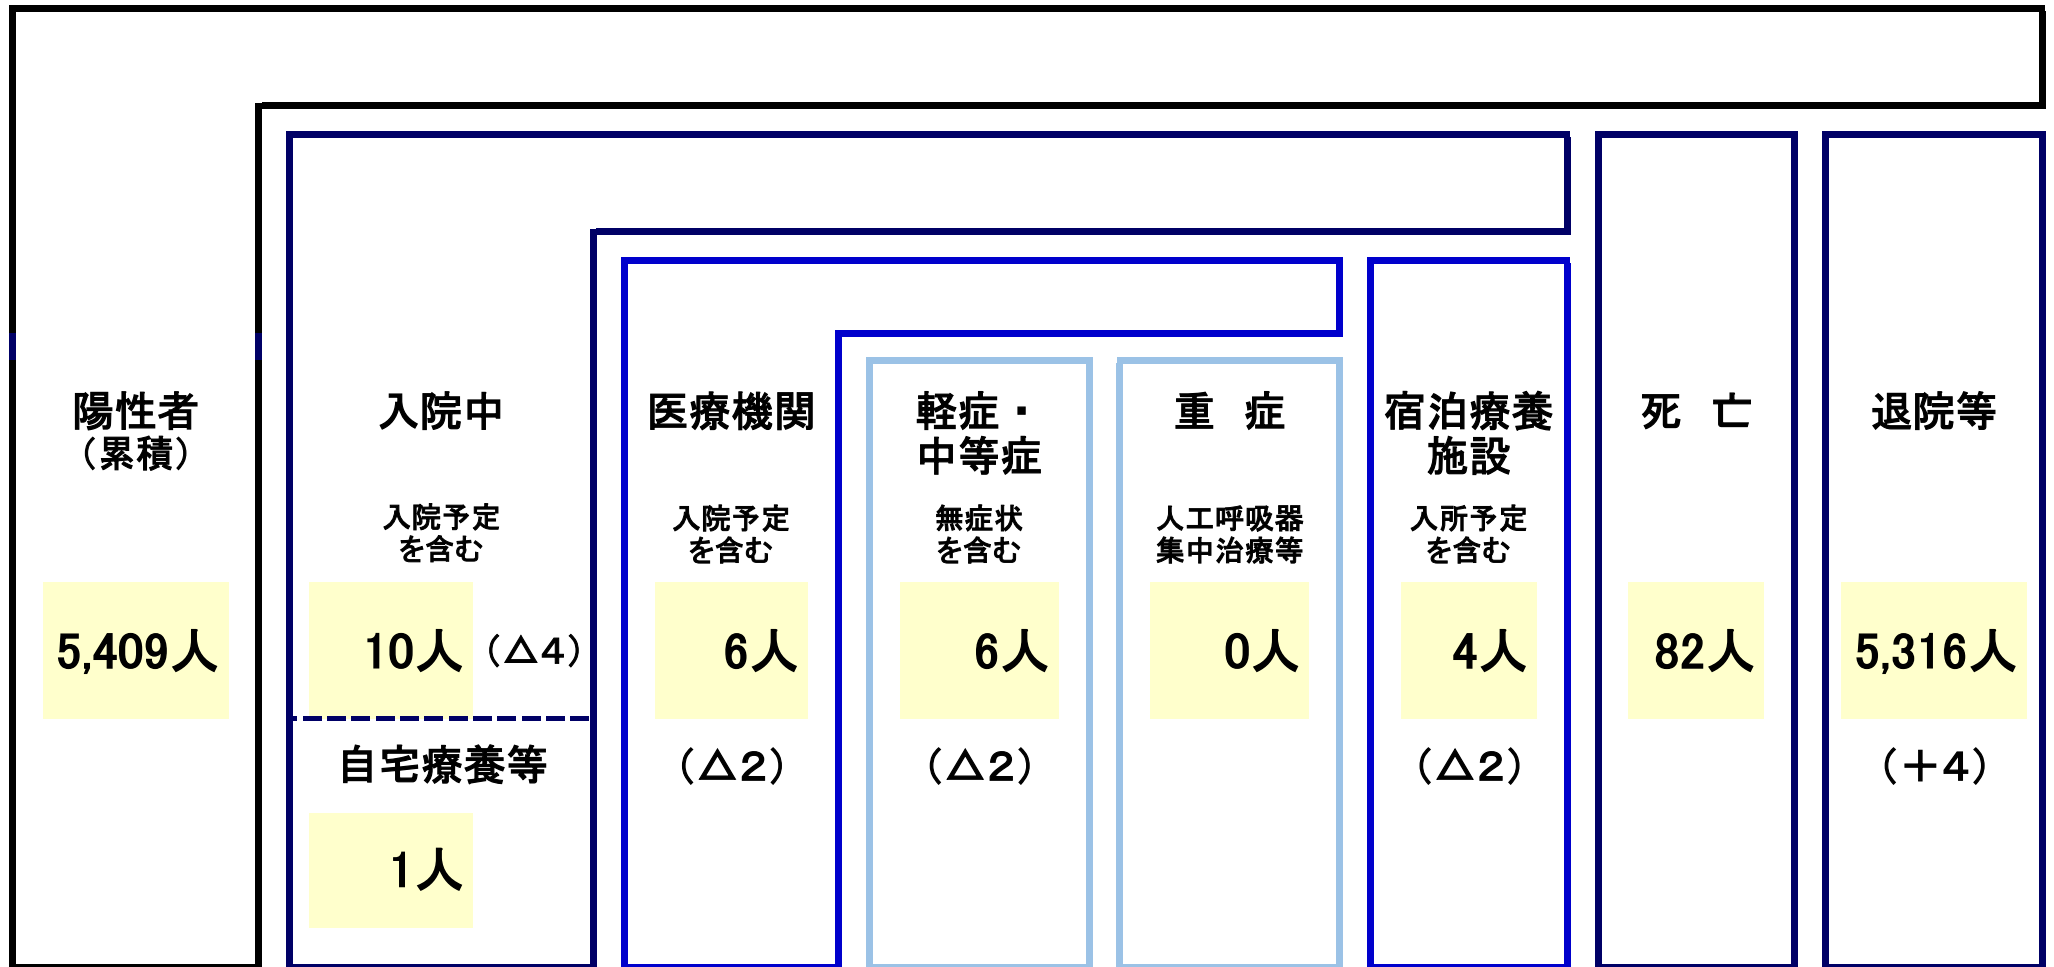 陽性者
（累積）
5,409人
入院中
入院予定
を含む
10人
（△4）
自宅療養等
1人
医療機関
入院予定
を含む
6人
（△2）
軽症・
中等症
無症状
を含む
6人
（△2）
重　症
人工呼吸器
集中治療等
0人
宿泊療養
施設
入所予定
を含む
4人
（△2）
死　亡
82人
退院等
5,316人
（＋4）